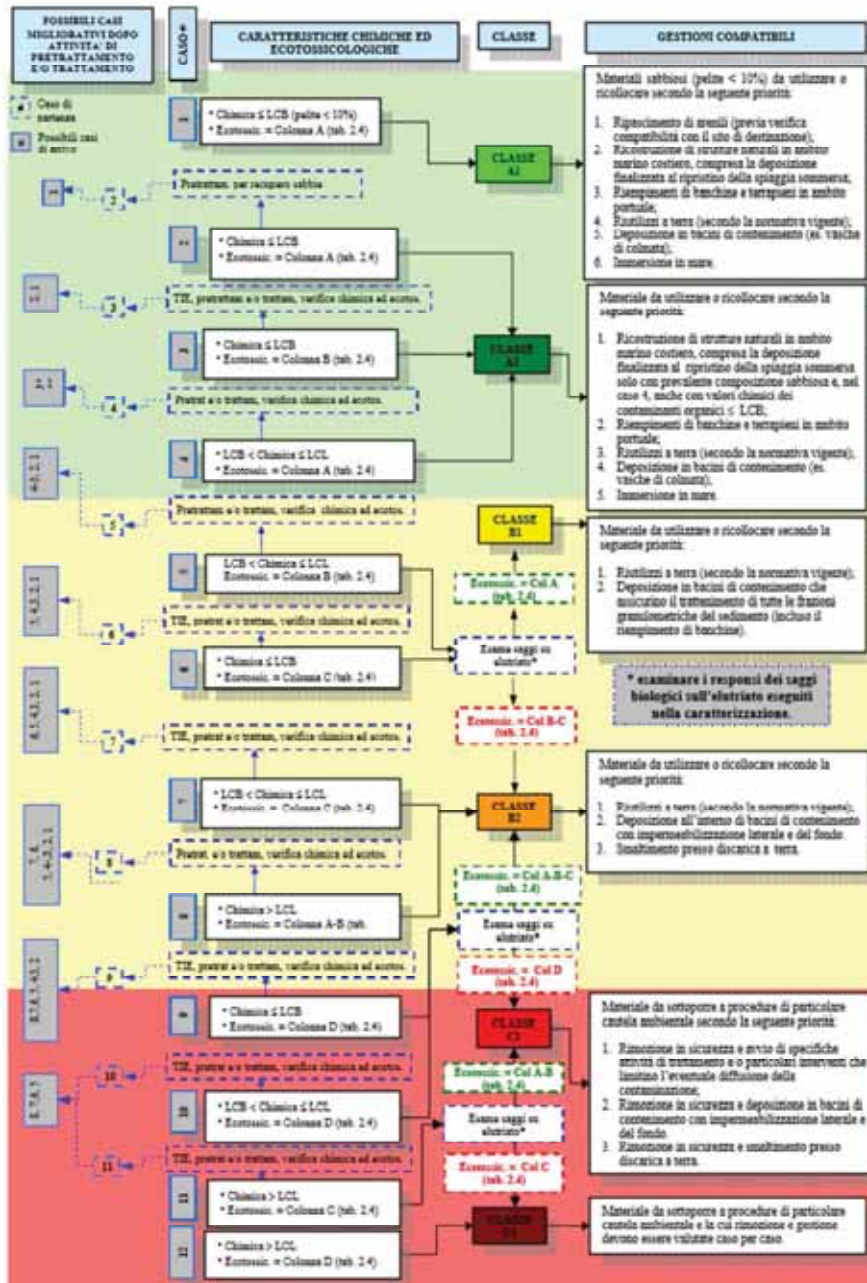 POSSIBILI CASI
MIGLIORATIVI DOPO
ATTIVITA' DI
PRETRATTAMENTO
E/O TRATTAMENTO
CASO
CARATTERISTICHE CHIMICHE ED
ECOTOSSICOLOGICHE
CLASSE
GESTIONI COMPATIBILI
Caso di
partenza
Possibili casi
di arrivo
1
* Chimica ≤ LCB (pelite < 10%)
* Ecotossic. = Colonna A (tab. 2.4)
CLASSE
A1
Materiali sabbiosi (pelite < 10%) da utilizzare o
ricollocare secondo la seguente priorità:
1. Ripascimento di arenili (previa verifica
compatibilità con il sito di destinazione);
2. Ricostruzione di strutture naturali in ambito
marino costiero, compresa la deposizione
finalizzata al ripristino della spiaggia sommersa;
3. Riempimenti di banchine e terrapieni in ambito
portuale;
4. Riutilizzi a terra (secondo la normativa vigente);
5. Deposizione in bacini di contenimento (es. vasche
di colmata);
6. Immersione in mare.
1
2
Pretrattam. per recupero sabbie
2
* Chimica ≤ LCB
* Ecotossic. = Colonna A (tab. 2.4)
2, 1
3
TIE, pretrattam e/o trattam, verifica chimica ed ecotos.
3
* Chimica ≤ LCB
* Ecotossic. = Colonna B (tab. 2.4)
CLASSE
A2
Materiale da utilizzare o ricollocare secondo la
seguente priorità:
1. Ricostruzione di strutture naturali in ambito
marino costiero, compresa la deposizione
finalizzata al ripristino della spiaggia sommersa
solo con prevalente composizione sabbiosa e, nel
caso 4, anche con valori chimici dei
contaminanti organici ≤ LCB;
2. Riempimenti di banchine e terrapieni in ambito
portuale;
3. Riutilizzi a terra (secondo la normativa vigente);
4. Deposizione in bacini di contenimento (es.
vasche di colmata);
5. Immersione in mare.
2, 1
4
Pretrat e/o trattam, verifica chimica ed ecotos.
4
* LCB < Chimica ≤ LCL
* Ecotossic. = Colonna A (tab. 2.4)
5
Pretrattam e/o trattam, verifica chimica ed ecotos.
LCB < Chimica ≤ LCL
Ecotossic. = Colonna B (tab. 2.4)
CLASSE
B1
Materiale da utilizzare o ricollocare secondo la
seguente priorità:
1. Riutilizzi a terra (secondo la normativa vigente);
2. Deposizione in bacini di contenimento che
assicurino il trattenimento di tutte le frazioni
granulometriche del sedimento (incluso il
riempimento di banchine).
Ecotossic. = Col A
(tab. 2.4)
6
TIE, pretrat e/o trattam, verifica chimica ed ecotos.
6
* Chimica ≤ LCB
* Ecotossic. = Colonna C (tab. 2.4)
Esame saggi su
elutriato*
* esaminare i responsi dei saggi
biologici sull'elutriato eseguiti
nella caratterizzazione.
Ecotossic. = Col B-C
(tab. 2.4)
7
TIE, pretrat e/o trattam, verifica chimica ed ecotos.
7
* LCB < Chimica ≤ LCL
* Ecotossic. = Colonna C (tab. 2.4)
CLASSE
B2
Materiale da utilizzare o ricollocare secondo la
seguente priorità:
1. Riutilizzi a terra (secondo la normativa vigente);
2. Deposizione all'interno di bacini di contenimento
con impermeabilizzazione laterale e del fondo.
3. Smaltimento presso discarica a terra.
Pretrat. e/o trattam, verifica chimica ed ecotos.
8
* Chimica > LCL
* Ecotossic. = Colonna A-B (tab.
Ecotossic. = Col A-B-C
(tab. 2.4)
Esame saggi su
elutriato*
Ecotossic. = Col D
(tab. 2.4)
9
TIE, pretrat e/o trattam, verifica chimica ed ecotos.
9
* Chimica ≤ LCB
* Ecotossic. = Colonna D (tab. 2.4)
CLASSE
C1
Materiale da sottoporre a procedure di particolare
cautela ambientale secondo la seguente priorità:
1. Rimozione in sicurezza e avvio di specifiche
attività di trattamento e o particolari interventi che
limitino l'eventuale diffusione della
contaminazione;
2. Rimozione in sicurezza e deposizione in bacini di
contenimento con impermeabilizzazione laterale e
del fondo.
3. Rimozione in sicurezza e smaltimento presso
discarica a terra.
10
TIE, pretrat e/o trattam, verifica chimica ed ecotos.
10
* LCB < Chimica ≤ LCL
* Ecotossic. = Colonna D (tab. 2.4)
Ecotossic. = Col A-B
(tab. 2.4)
Esame saggi su
elutriato*
Ecotossic. = Col C
(tab. 2.4)
11
TIE, pretrat e/o trattam, verifica chimica ed ecotos.
11
* Chimica > LCL
* Ecotossic. = Colonna C (tab. 2.4)
12
* Chimica > LCL
* Ecotossic. = Colonna D (tab. 2.4)
CLASSE
Materiale da sottoporre a procedure di particolare
cautela ambientale e la cui rimozione e gestione
devono essere valutate caso per caso.